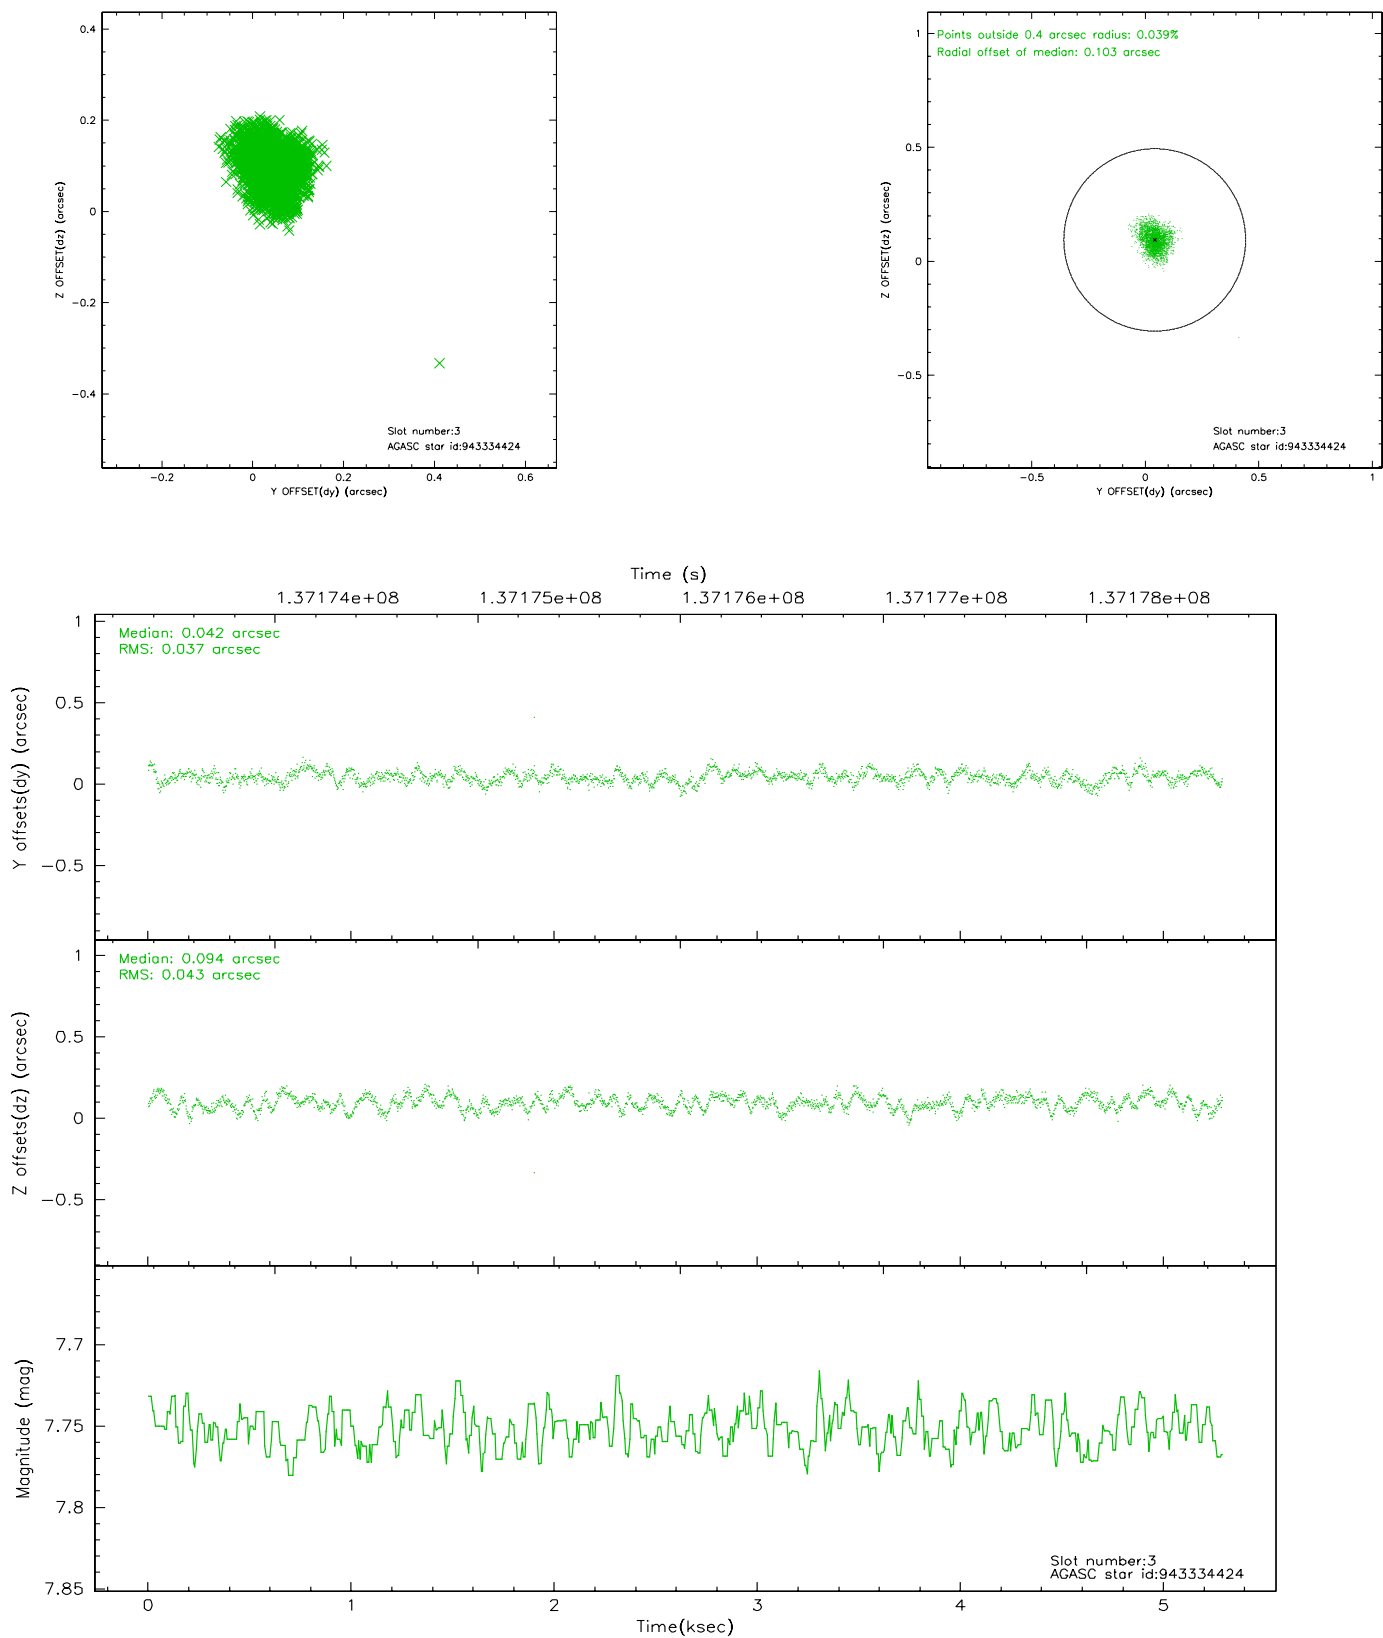 0.4
0.2
0
−0.2
−0.4
Z OFFSET(dz) (arcsec)
Slot number:3
AGASC star id:943334424
−0.2 0 0.2 0.4 0.6
Y OFFSET(dy) (arcsec)
Points outside 0.4 arcsec radius: 0.039%
Radial offset of median: 0.103 arcsec
1
0.5
0
−0.5
Z OFFSET(dz) (arcsec)
Slot number:3
AGASC star id:943334424
−0.5 0 0.5 1
Y OFFSET(dy) (arcsec)
Time (s)
1.37174e+08 1.37175e+08 1.37176e+08 1.37177e+08 1.37178e+08
Median: 0.042 arcsec
RMS: 0.037 arcsec
1
0.5
0
−0.5
Y offsets(dy) (arcsec)
Median: 0.094 arcsec
RMS: 0.043 arcsec
1
0.5
0
−0.5
Z offsets(dz) (arcsec)
7.7
7.75
7.8
7.85
Magnitude (mag)
Slot number:3
AGASC star id:943334424
0 1 2 3 4 5
Time(ksec)